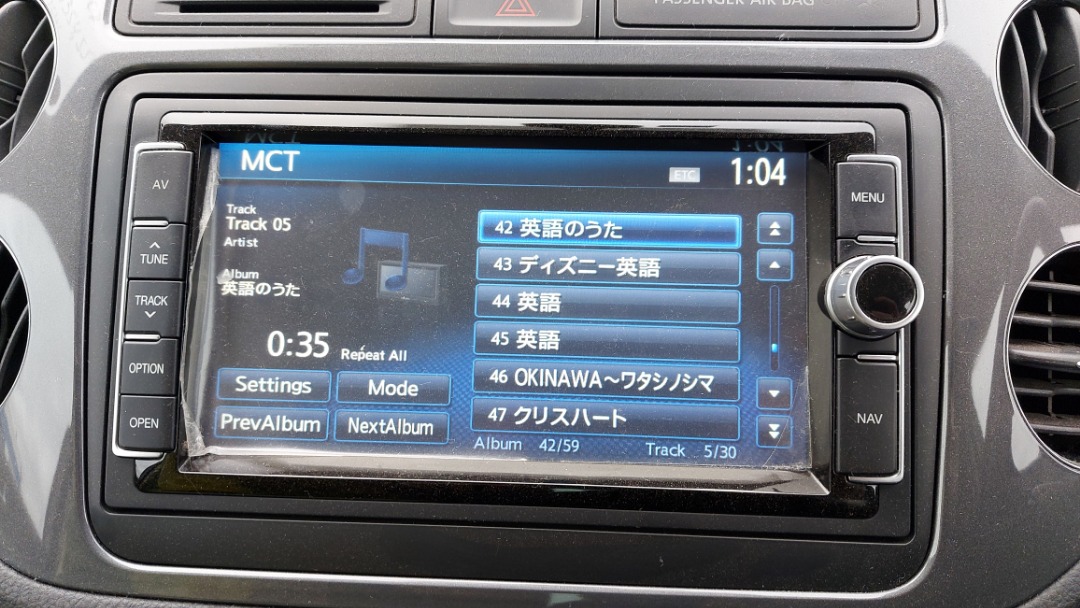 PASSENGER AIR BAG
MCT
ETC
1:04
AV
TUNE
TRACK
OPTION
OPEN
Track
Track 05
Artist
Album
英語のうた
0:35
Repeat All
Settings
Mode
PrevAlbum
NextAlbum
42 英語のうた
43 ディズニー英語
44 英語
45 英語
46 OKINAWA～ワタシノシマ
47 クリスハート
Album 42/59
Track 5/30
MENU
NAV